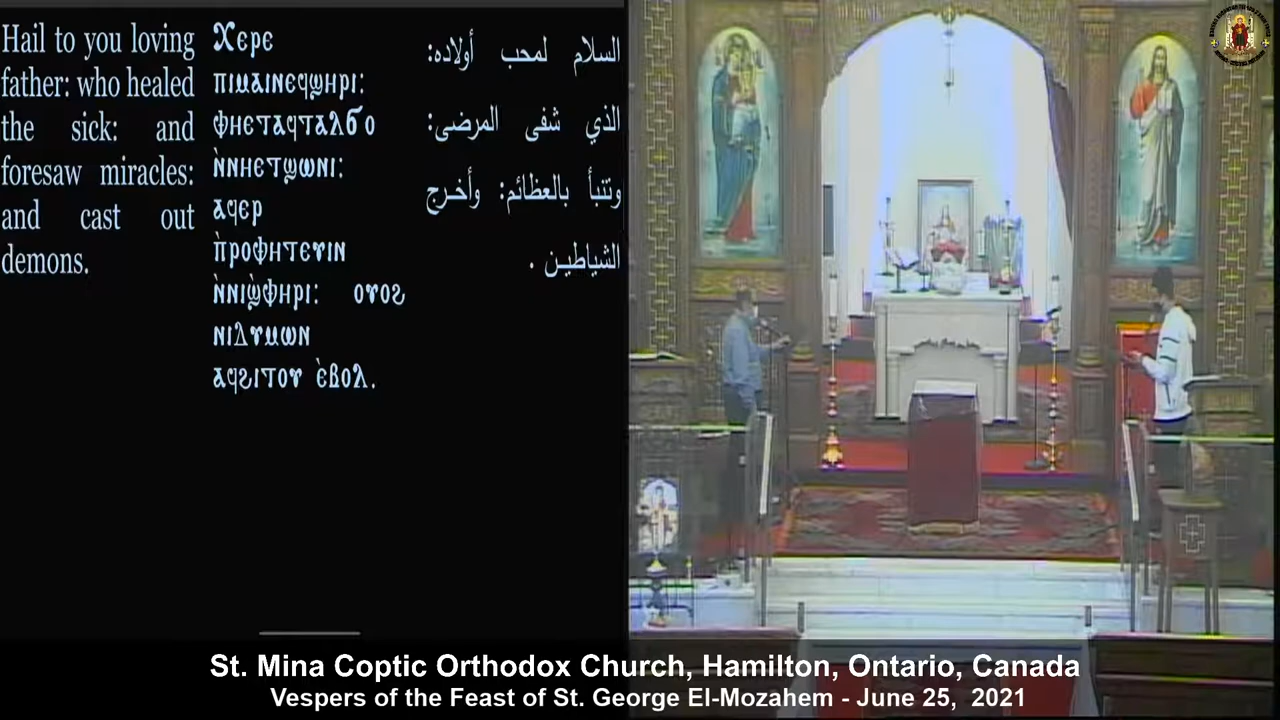 Hail to you loving
father: who healed
the sick: and
foresaw miracles:
and cast out
demons.
Ⲭⲉⲣⲉ
ⲡⲓⲙⲁⲓⲛⲉϥϣⲏⲣⲓ:
ⲫⲏⲉⲧⲁϥⲧⲁⲗϭⲟ
ⲛ̀ⲛⲏⲉⲧϣⲱⲛⲓ:
ⲁϥⲉⲣ
ⲡ̀ⲣⲟⲫⲏⲧⲉⲩⲓⲛ
ⲛ̀ⲛⲓϣ̀ⲫⲏⲣⲓ: ⲟⲩⲟϩ
ⲛⲓⲇⲩⲙⲱⲛ
ⲁϥϩⲓⲧⲟⲩ ⲉ̀ⲃⲟⲗ.
السلام لمحب أولاده:
الذي شفى المرضى:
وتنبأ بالعظائم: وأخرج
الشياطين .
St. Mina Coptic Orthodox Church, Hamilton, Ontario, Canada
Vespers of the Feast of St. George El-Mozahem - June 25, 2021